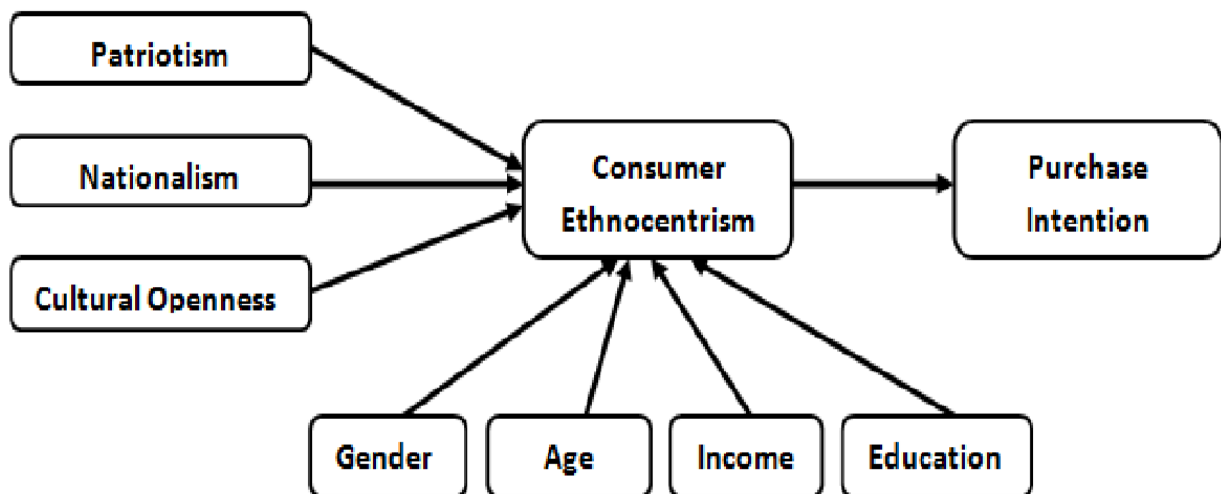 Patriotism
Nationalism
Cultural Openness
Consumer
Ethnocentrism
Purchase
Intention
Gender
Age
Income
Education